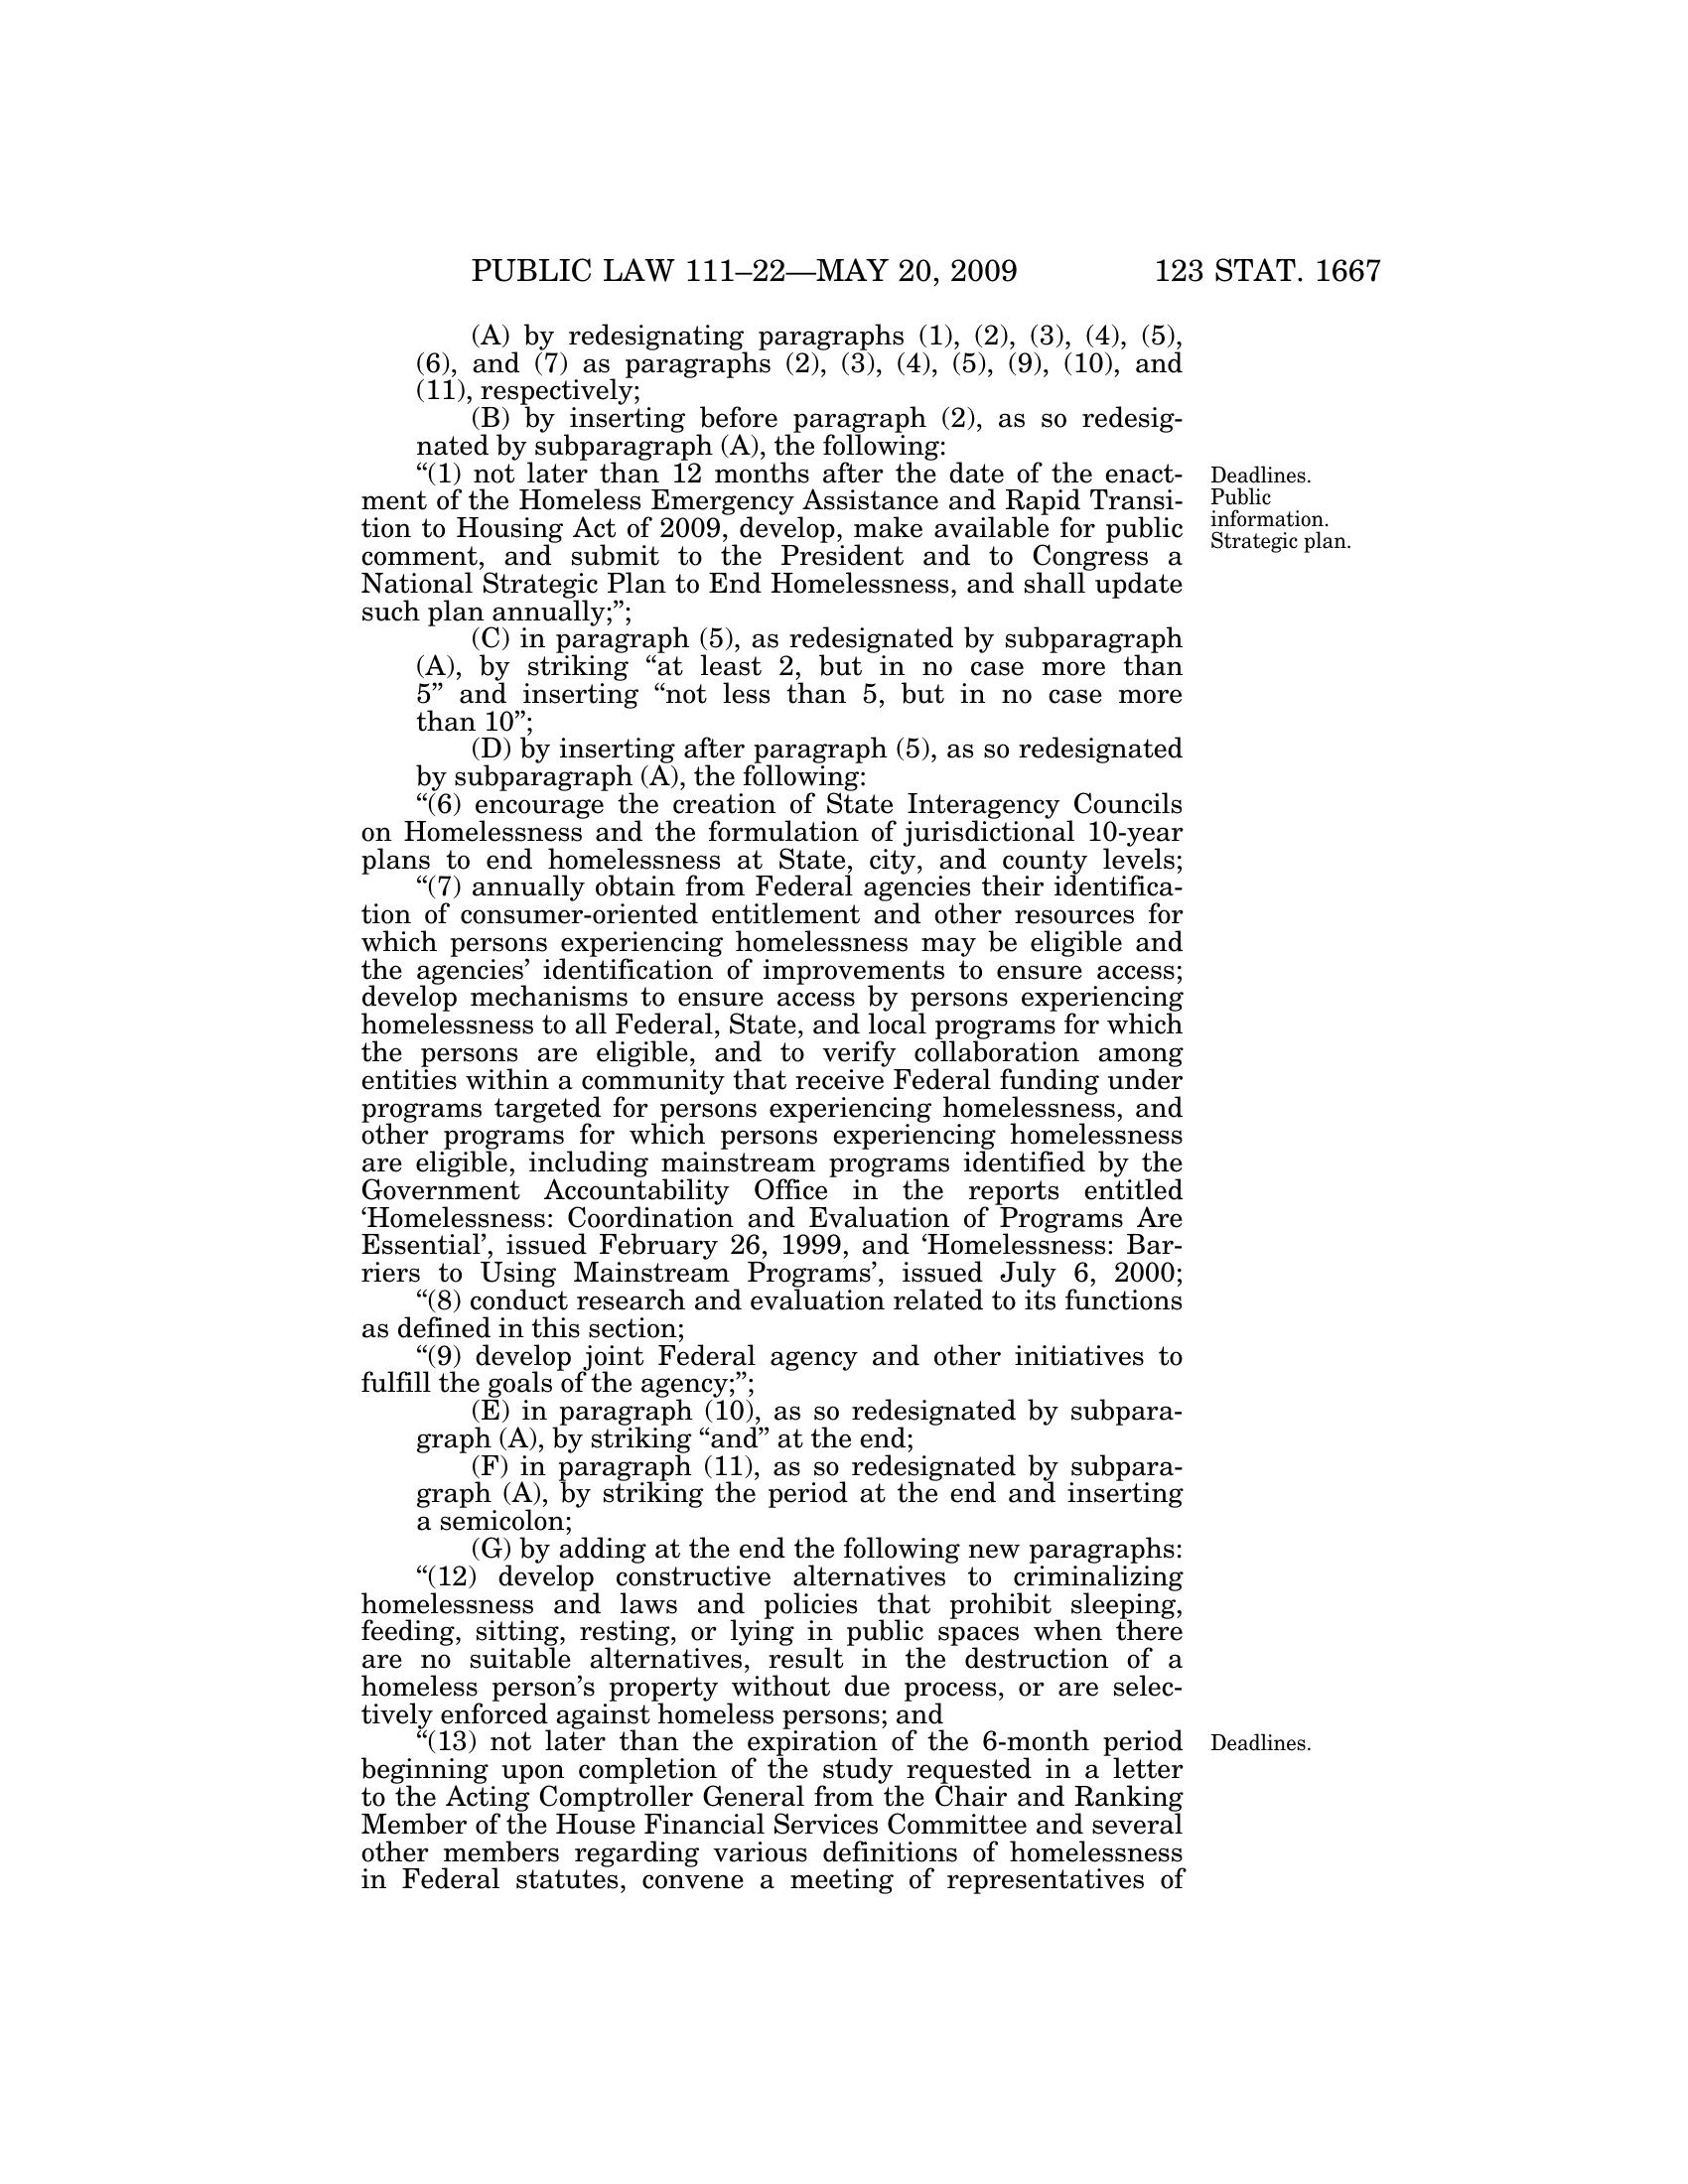 PUBLIC LAW 111–22—MAY 20, 2009 123 STAT. 1667
(A) by redesignating paragraphs (1), (2), (3), (4), (5),
(6), and (7) as paragraphs (2), (3), (4), (5), (9), (10), and
(11), respectively;
(B) by inserting before paragraph (2), as so redesig-
nated by subparagraph (A), the following:
“(1) not later than 12 months after the date of the enact-
ment of the Homeless Emergency Assistance and Rapid Transi-
tion to Housing Act of 2009, develop, make available for public
comment, and submit to the President and to Congress a
National Strategic Plan to End Homelessness, and shall update
such plan annually;”;
Deadlines.
Public
information.
Strategic plan.
(C) in paragraph (5), as redesignated by subparagraph
(A), by striking “at least 2, but in no case more than
5” and inserting “not less than 5, but in no case more
than 10”;
(D) by inserting after paragraph (5), as so redesignated
by subparagraph (A), the following:
“(6) encourage the creation of State Interagency Councils
on Homelessness and the formulation of jurisdictional 10-year
plans to end homelessness at State, city, and county levels;
“(7) annually obtain from Federal agencies their identifica-
tion of consumer-oriented entitlement and other resources for
which persons experiencing homelessness may be eligible and
the agencies’ identification of improvements to ensure access;
develop mechanisms to ensure access by persons experiencing
homelessness to all Federal, State, and local programs for which
the persons are eligible, and to verify collaboration among
entities within a community that receive Federal funding under
programs targeted for persons experiencing homelessness, and
other programs for which persons experiencing homelessness
are eligible, including mainstream programs identified by the
Government Accountability Office in the reports entitled
‘Homelessness: Coordination and Evaluation of Programs Are
Essential’, issued February 26, 1999, and ‘Homelessness: Bar-
riers to Using Mainstream Programs’, issued July 6, 2000;
“(8) conduct research and evaluation related to its functions
as defined in this section;
“(9) develop joint Federal agency and other initiatives to
fulfill the goals of the agency;”;
(E) in paragraph (10), as so redesignated by subpara-
graph (A), by striking “and” at the end;
(F) in paragraph (11), as so redesignated by subpara-
graph (A), by striking the period at the end and inserting
a semicolon;
(G) by adding at the end the following new paragraphs:
“(12) develop constructive alternatives to criminalizing
homelessness and laws and policies that prohibit sleeping,
feeding, sitting, resting, or lying in public spaces when there
are no suitable alternatives, result in the destruction of a
homeless person’s property without due process, or are selec-
tively enforced against homeless persons; and
“(13) not later than the expiration of the 6-month period
beginning upon completion of the study requested in a letter
to the Acting Comptroller General from the Chair and Ranking
Member of the House Financial Services Committee and several
other members regarding various definitions of homelessness
in Federal statutes, convene a meeting of representatives of
Deadlines.